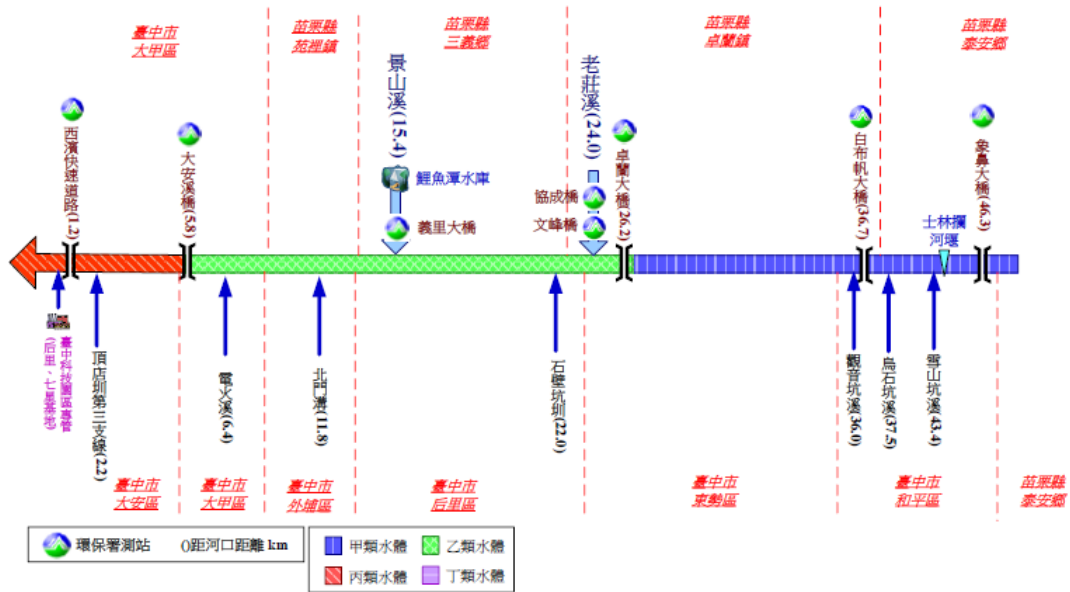 臺中市
大甲區
苗栗縣
苑裡鎮
苗栗縣
三義鄉
苗栗縣
卓蘭鎮
苗栗縣
泰安鄉
西濱快速道路(1.2)
大安溪橋(5.8)
景山溪(15.4)
鯉魚潭水庫
義里大橋
老莊溪(24.0)
協成橋
文峰橋
卓蘭大橋(26.2)
白布帆大橋(36.7)
象鼻大橋(46.3)
士林攔
河堰
臺中科技園區專管
(后里、七星基地)
頂店圳第三支線(2.2)
電火溪(6.4)
北門溝(11.8)
石壁坑圳(22.0)
觀音坑溪(36.0)
烏石坑溪(37.5)
雪山坑溪(43.4)
臺中市
大安區
臺中市
大甲區
臺中市
外埔區
臺中市
后里區
臺中市
東勢區
臺中市
和平區
苗栗縣
泰安鄉
環保署測站 ()距河口距離 km
甲類水體 乙類水體
丙類水體 丁類水體